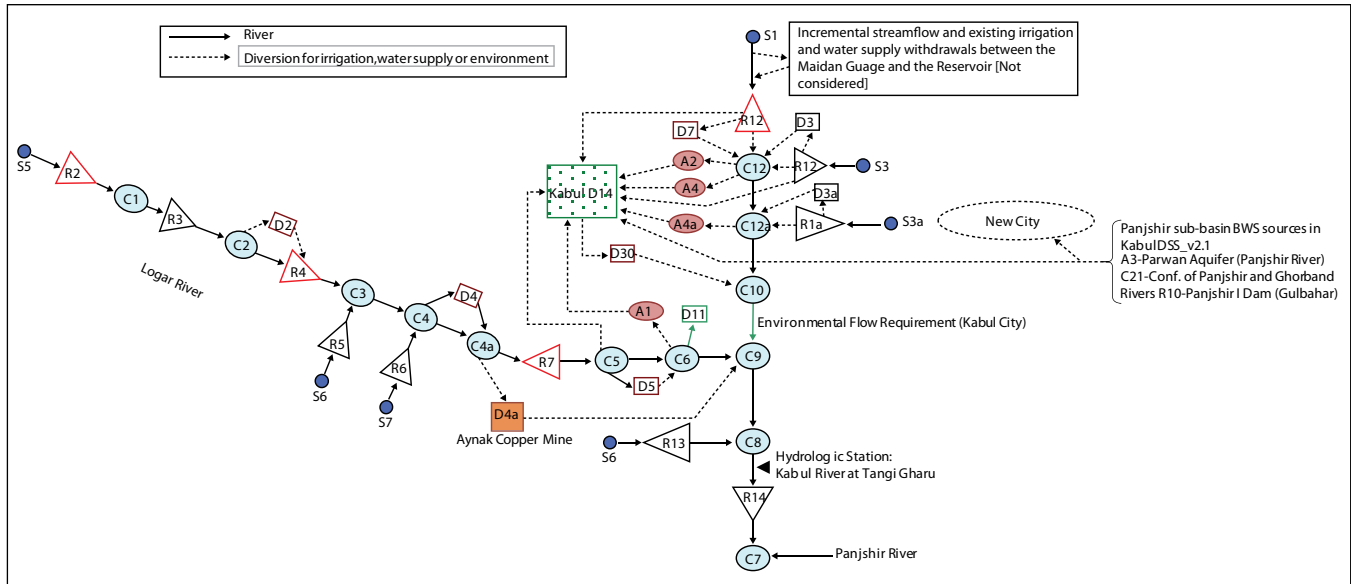 River
Diversion for irrigation,water supply or environment
S1
Incremental streamflow and existing irrigation
and water supply withdrawals between the
Maidan Guage and the Reservoir [Not
considered]
R12
D7
D3
S5
R2
A2
C12
R12
S3
C1
Kabul D14
A4
D3a
R3
A4a
C12a
R1a
S3a
New City
D2
C2
Logar River
R4
D30
Panjshir sub-basin BWS sources in
KabulDSS_v2.1
A3-Parwan Aquifer (Panjshir River)
C21-Conf. of Panjshir and Ghorband
Rivers R10-Panjshir I Dam (Gulbahar)
C3
D4
C10
C4
A1
D11
Environmental Flow Requirement (Kabul City)
R5
C4a
R7
C5
C6
C9
R6
S6
D5
S7
D4a
Aynak Copper Mine
S6
R13
C8
Hydrologic Station:
Kabul River at Tangi Gharu
R14
C7
Panjshir River